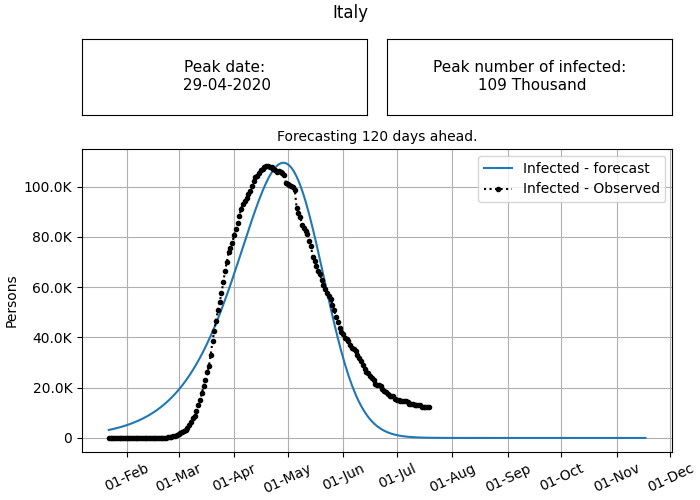 Italy
Peak date:
29-04-2020
Peak number of infected:
109 Thousand
Forecasting 120 days ahead.
Infected - forecast
Infected - Observed
100.0K
80.0K
60.0K
40.0K
20.0K
0
Persons
01-Feb
01-Mar
01-Apr
01-May
01-Jun
01-Jul
01-Aug
01-Sep
01-Oct
01-Nov
01-Dec